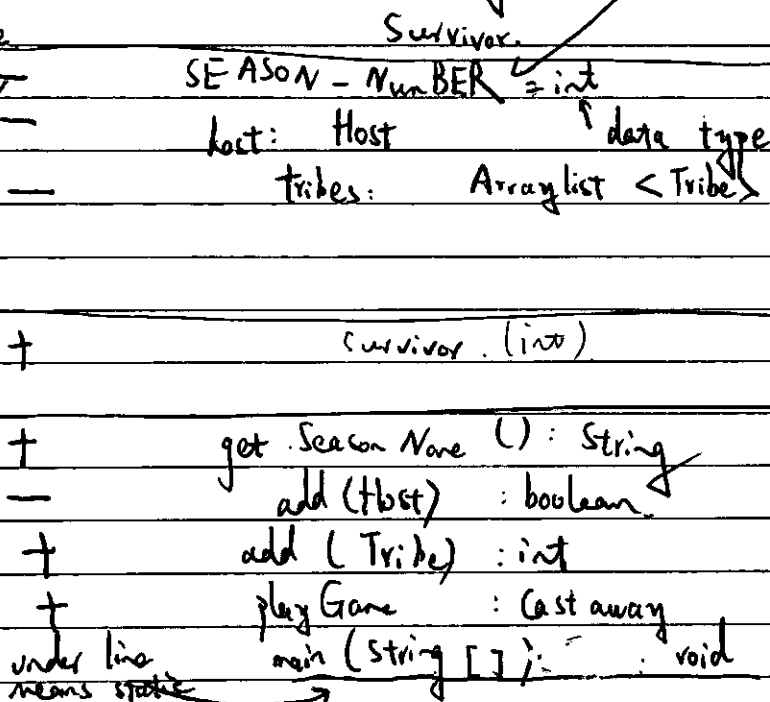 Survivor.
- SEASON_NumBER = int
- host: Host data type
- tribes: Arraylist <Tribe>
+ Survivor (int)
+ get Season Name () : String
- add (Host) : boolean
+ add (Tribe) : int
+ play Game : Cast away
under line main (String []): void
means static